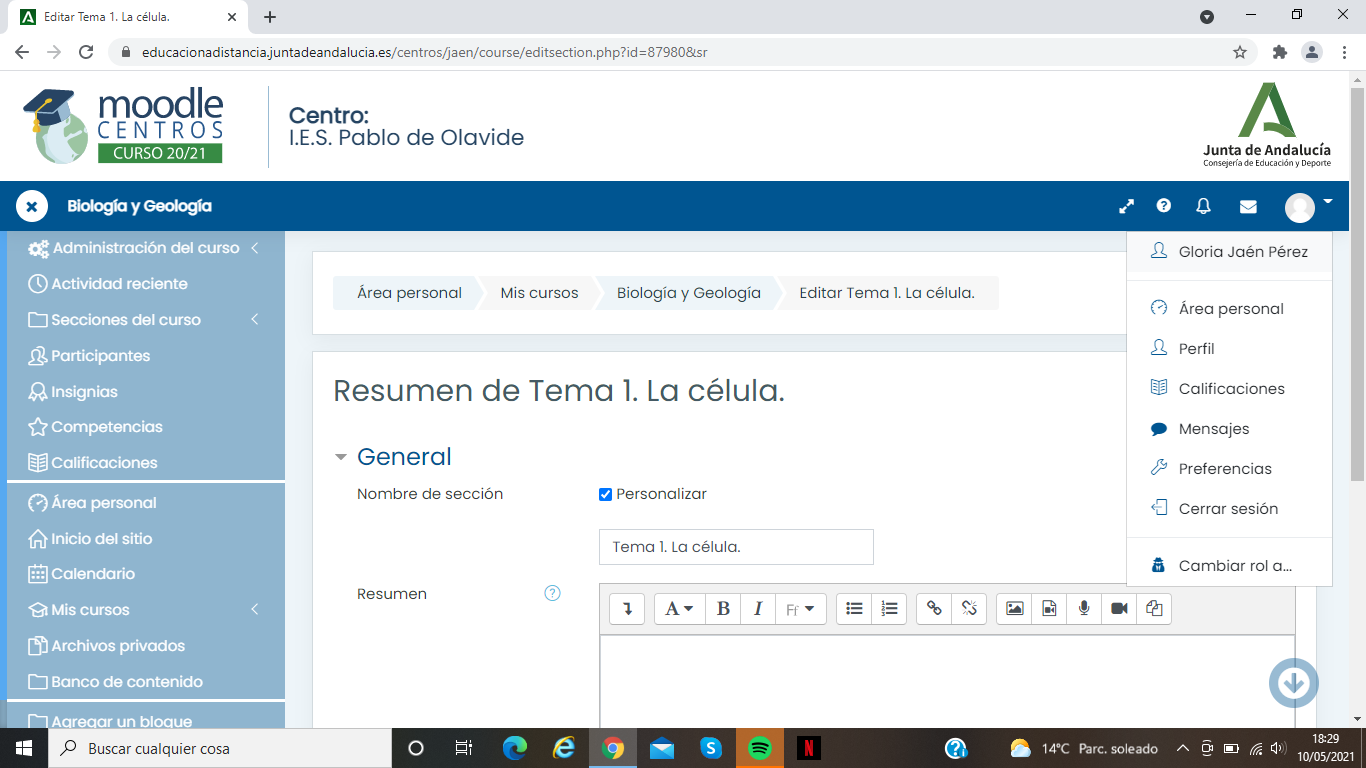 Editar Tema 1. La célula.
educacionadistancia.juntadeandalucia.es/centros/jaen/course/editsection.php?id=87980&sr
moodle
CENTROS
CURSO 20/21
Centro:
I.E.S. Pablo de Olavide
Junta de Andalucía
Consejería de Educación y Deporte
Biología y Geología
Administración del curso
Actividad reciente
Secciones del curso
Participantes
Insignias
Competencias
Calificaciones
Área personal
Inicio del sitio
Calendario
Mis cursos
Archivos privados
Banco de contenido
Agregar un bloque
Área personal
Mis cursos
Biología y Geología
Editar Tema 1. La célula.
Resumen de Tema 1. La célula.
General
Nombre de sección
Personalizar
Tema 1. La célula.
Resumen
A
B
I
Ff
Gloria Jaén Pérez
Área personal
Perfil
Calificaciones
Mensajes
Preferencias
Cerrar sesión
Cambiar rol a...
Buscar cualquier cosa
14°C Parc. soleado
18:29
10/05/2021